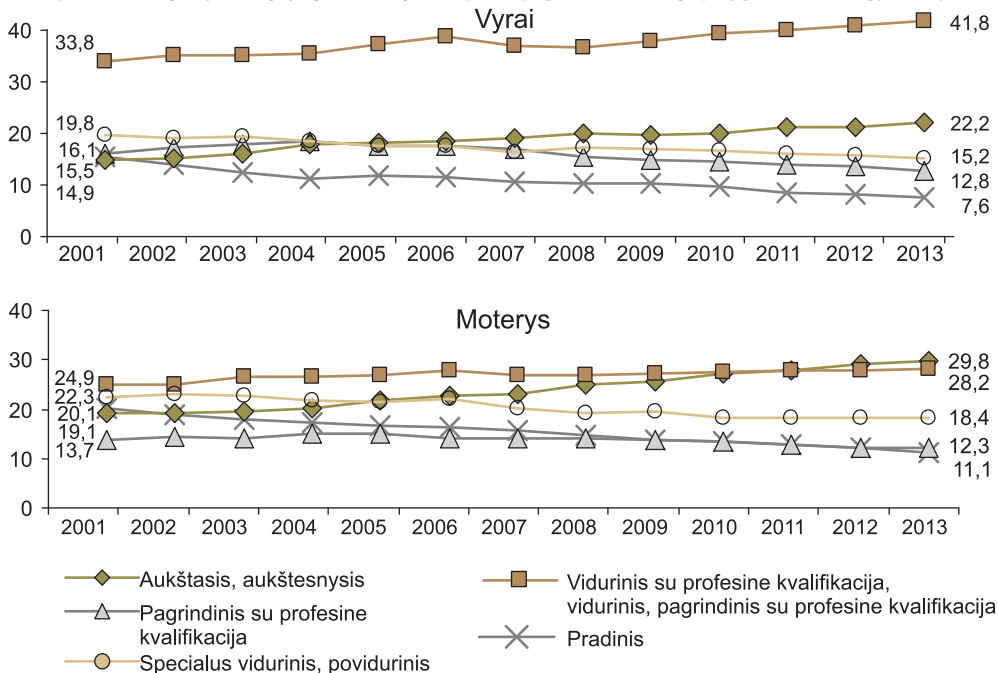 Vyrai
40
30
20
10
0
33,8
19,8
16,1
15,5
14,9
41,8
22,2
15,2
12,8
7,6
2001 2002 2003 2004 2005 2006 2007 2008 2009 2010 2011 2012 2013
Moterys
40
30
20
10
0
24,9
22,3
20,1
19,1
13,7
29,8
28,2
18,4
12,3
11,1
2001 2002 2003 2004 2005 2006 2007 2008 2009 2010 2011 2012 2013
Aukštasis, aukštesnysis
Pagrindinis su profesine
kvalifikacija
Specialus vidurinis, povidurinis
Vidurinis su profesine kvalifikacija,
vidurinis, pagrindinis su profesine kvalifikacija
Pradinis